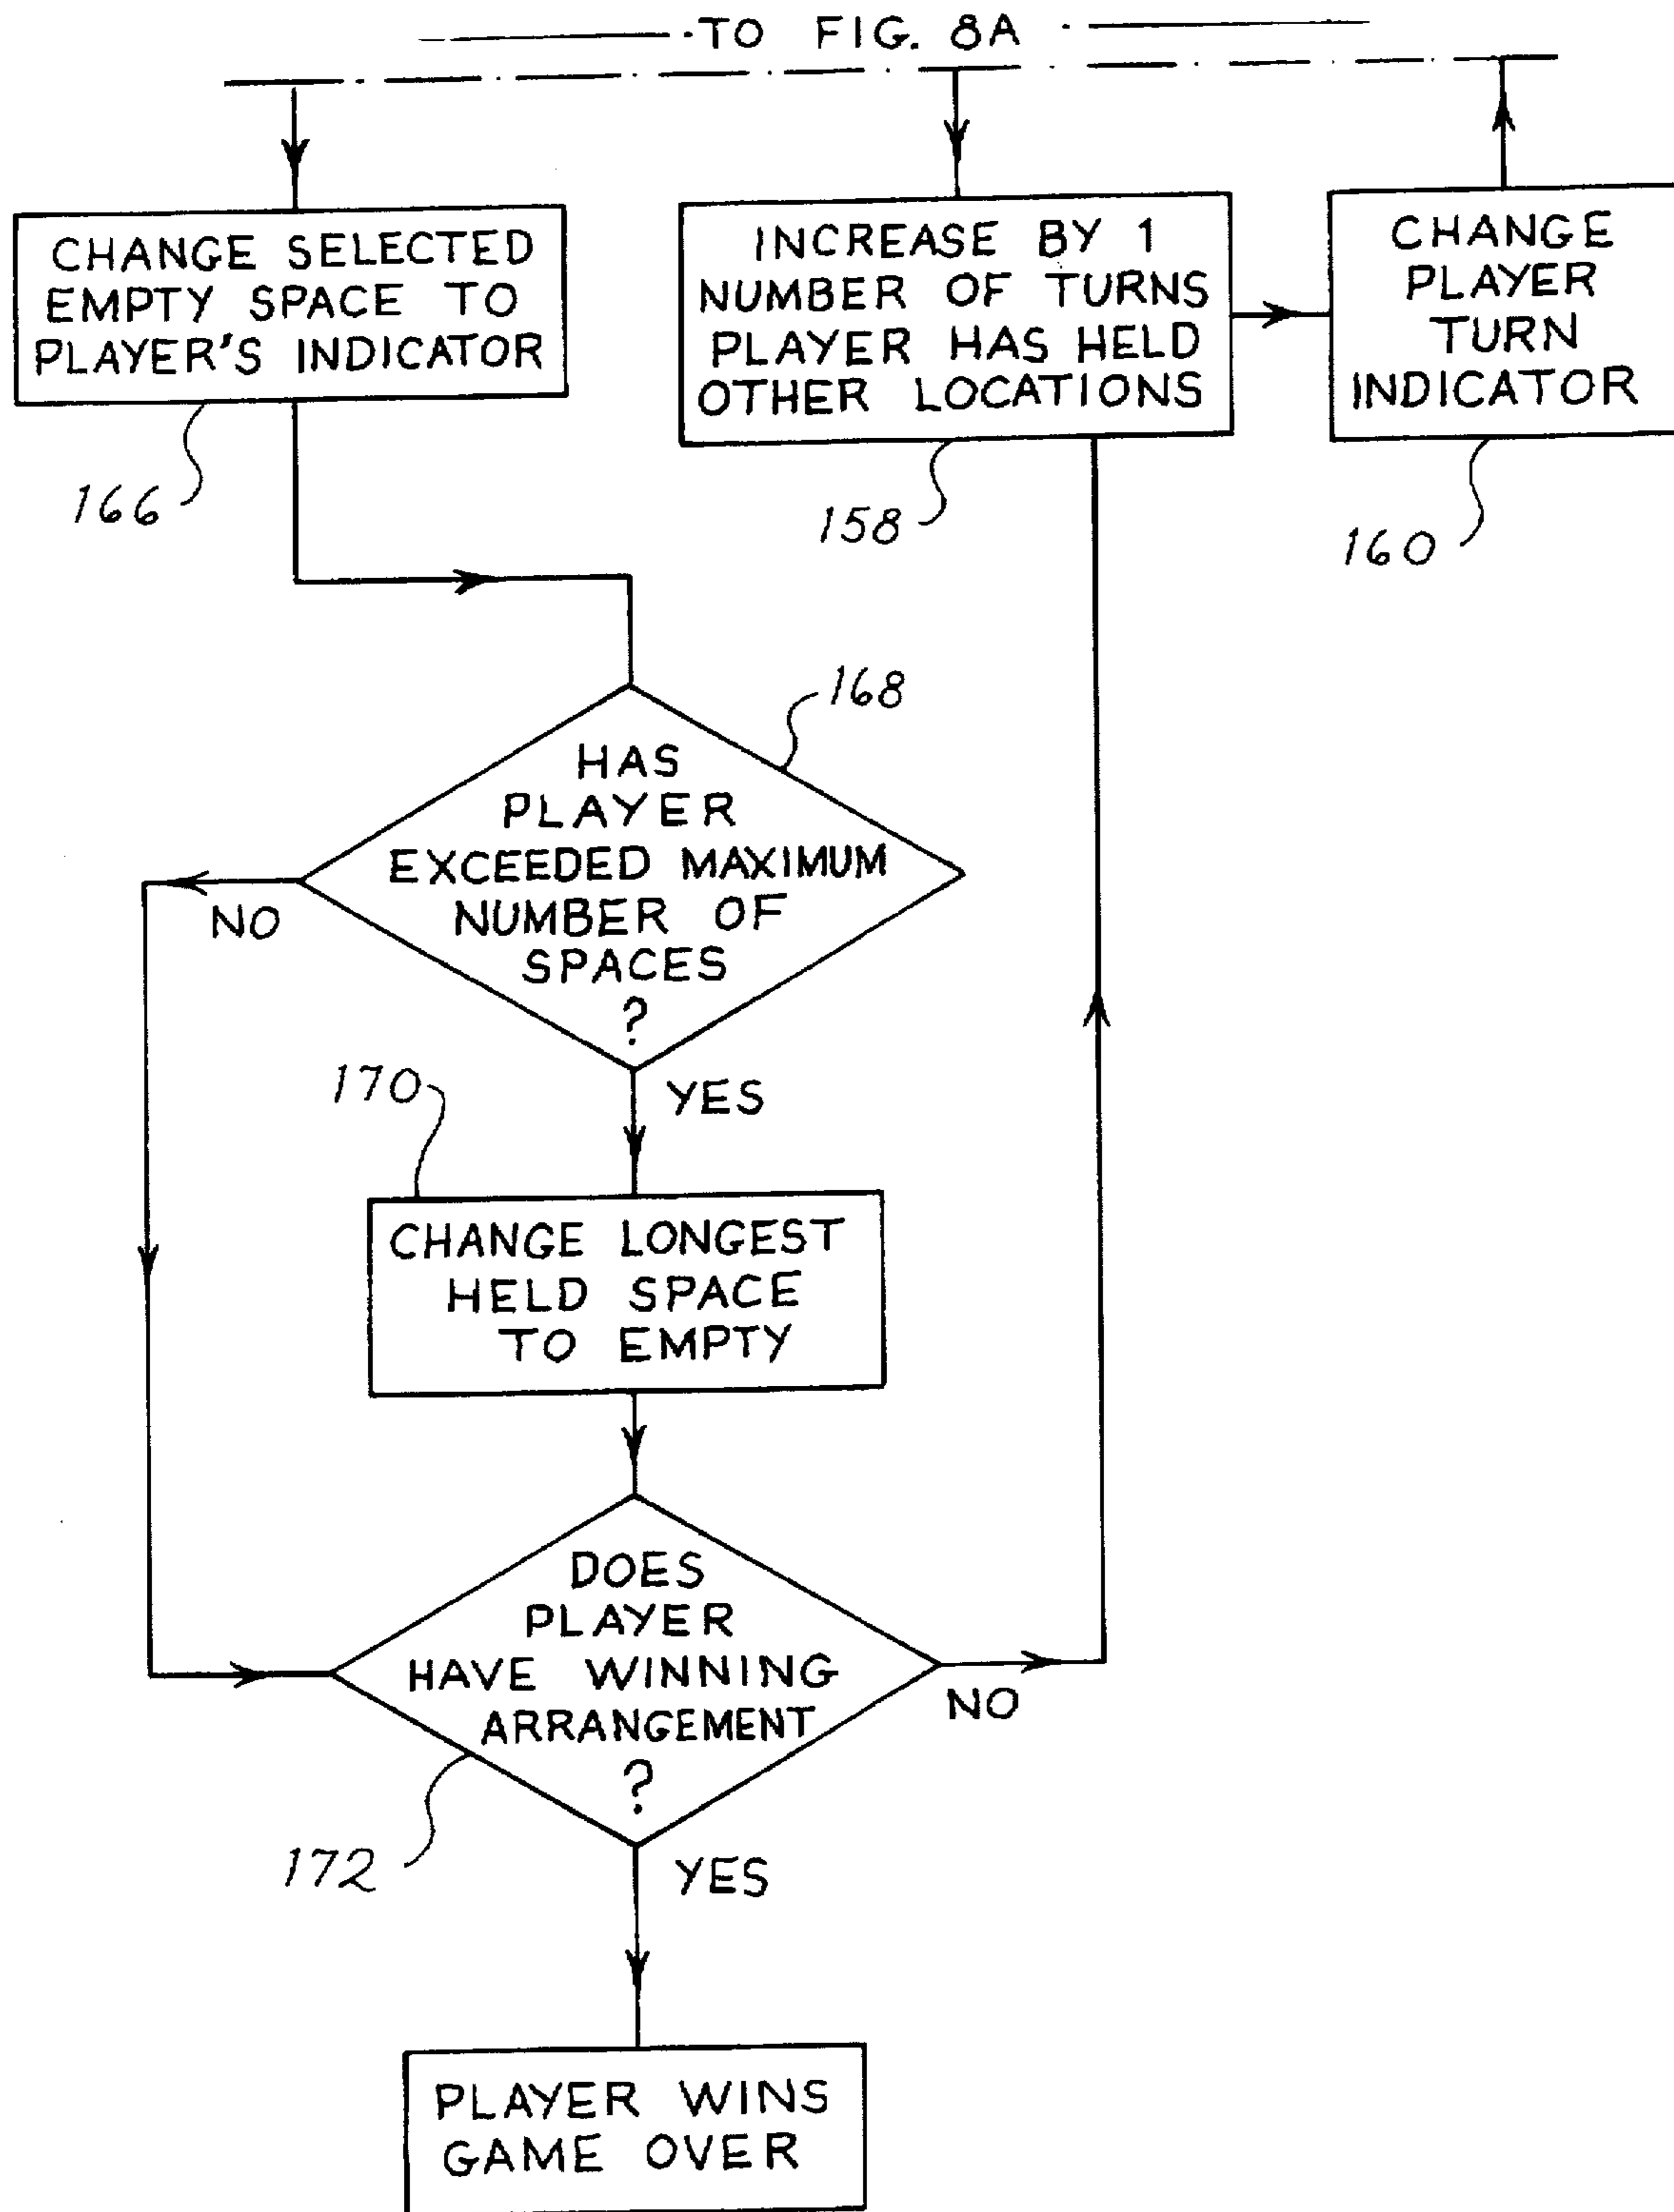 TO FIG. 8A
CHANGE SELECTED
EMPTY SPACE TO
PLAYER'S INDICATOR
166
INCREASE BY 1
NUMBER OF TURNS
PLAYER HAS HELD
OTHER LOCATIONS
158
CHANGE
PLAYER
TURN
INDICATOR
160
168
HAS
PLAYER
EXCEEDED MAXIMUM
NUMBER OF
SPACES
?
NO
YES
170
CHANGE LONGEST
HELD SPACE
TO EMPTY
DOES
PLAYER
HAVE WINNING
ARRANGEMENT
?
NO
172
YES
PLAYER WINS
GAME OVER